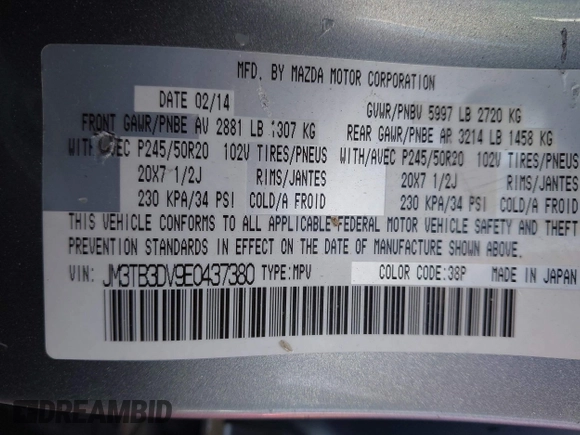 MFD. BY MAZDA MOTOR CORPORATION
DATE 02/14
GVWR/PNBV 5997 LB 2720 KG
FRONT GAWR/PNBE AV 2881 LB 1307 KG
REAR GAWR/PNBE AR 3214 LB 1458 KG
WITH/AVEC P245/50R20 102V TIRES/PNEUS
WITH/AVEC P245/50R20 102V TIRES/PNEUS
20X7 1/2J RIMS/JANTES
20X7 1/2J RIMS/JANTES
230 KPA/34 PSI COLD/A FROID
230 KPA/34 PSI COLD/A FROID
THIS VEHICLE CONFORMS TO ALL APPLICABLE FEDERAL MOTOR VEHICLE SAFETY AND THEFT
PREVENTION STANDARDS IN EFFECT ON THE DATE OF MANUFACTURE SHOWN ABOVE.
VIN: JM3TB3DV9E0437380 TYPE:MPV COLOR CODE:38P MADE IN JAPAN
DREAMBID